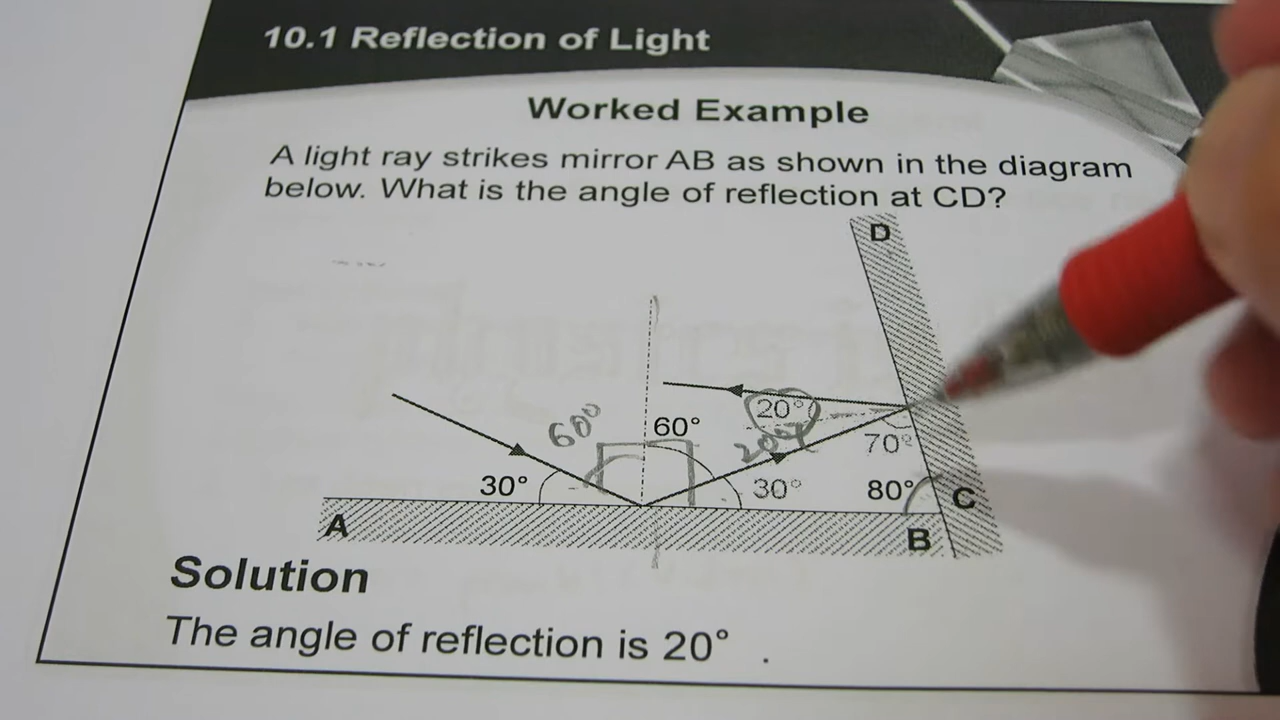 10.1 Reflection of Light
Worked Example
A light ray strikes mirror AB as shown in the diagram
below. What is the angle of reflection at CD?
D
20°
60°
60°
20°
70°
30°
30°
80°
C
A
B
Solution
The angle of reflection is 20° .